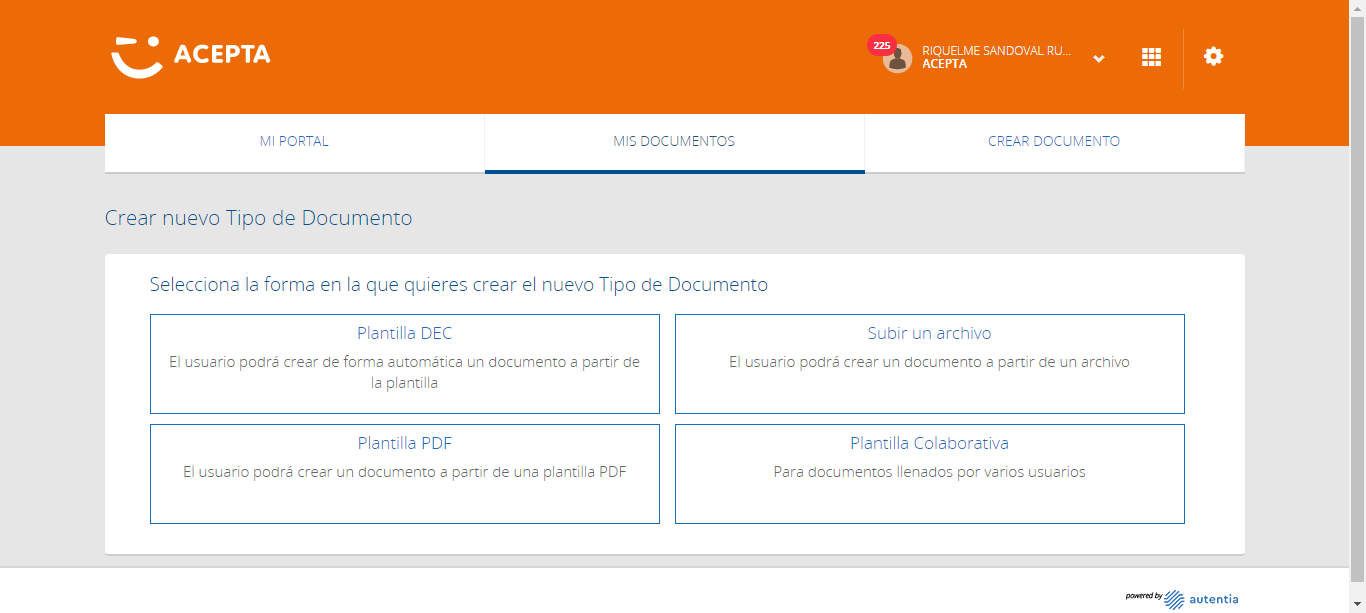 ACEPTA
225
RIQUELME SANDOVAL RU...
ACEPTA
MI PORTAL
MIS DOCUMENTOS
CREAR DOCUMENTO
Crear nuevo Tipo de Documento
Selecciona la forma en la que quieres crear el nuevo Tipo de Documento
Plantilla DEC
El usuario podrá crear de forma automática un documento a partir de
la plantilla
Subir un archivo
El usuario podrá crear un documento a partir de un archivo
Plantilla PDF
El usuario podrá crear un documento a partir de una plantilla PDF
Plantilla Colaborativa
Para documentos llenados por varios usuarios
powered by autentia